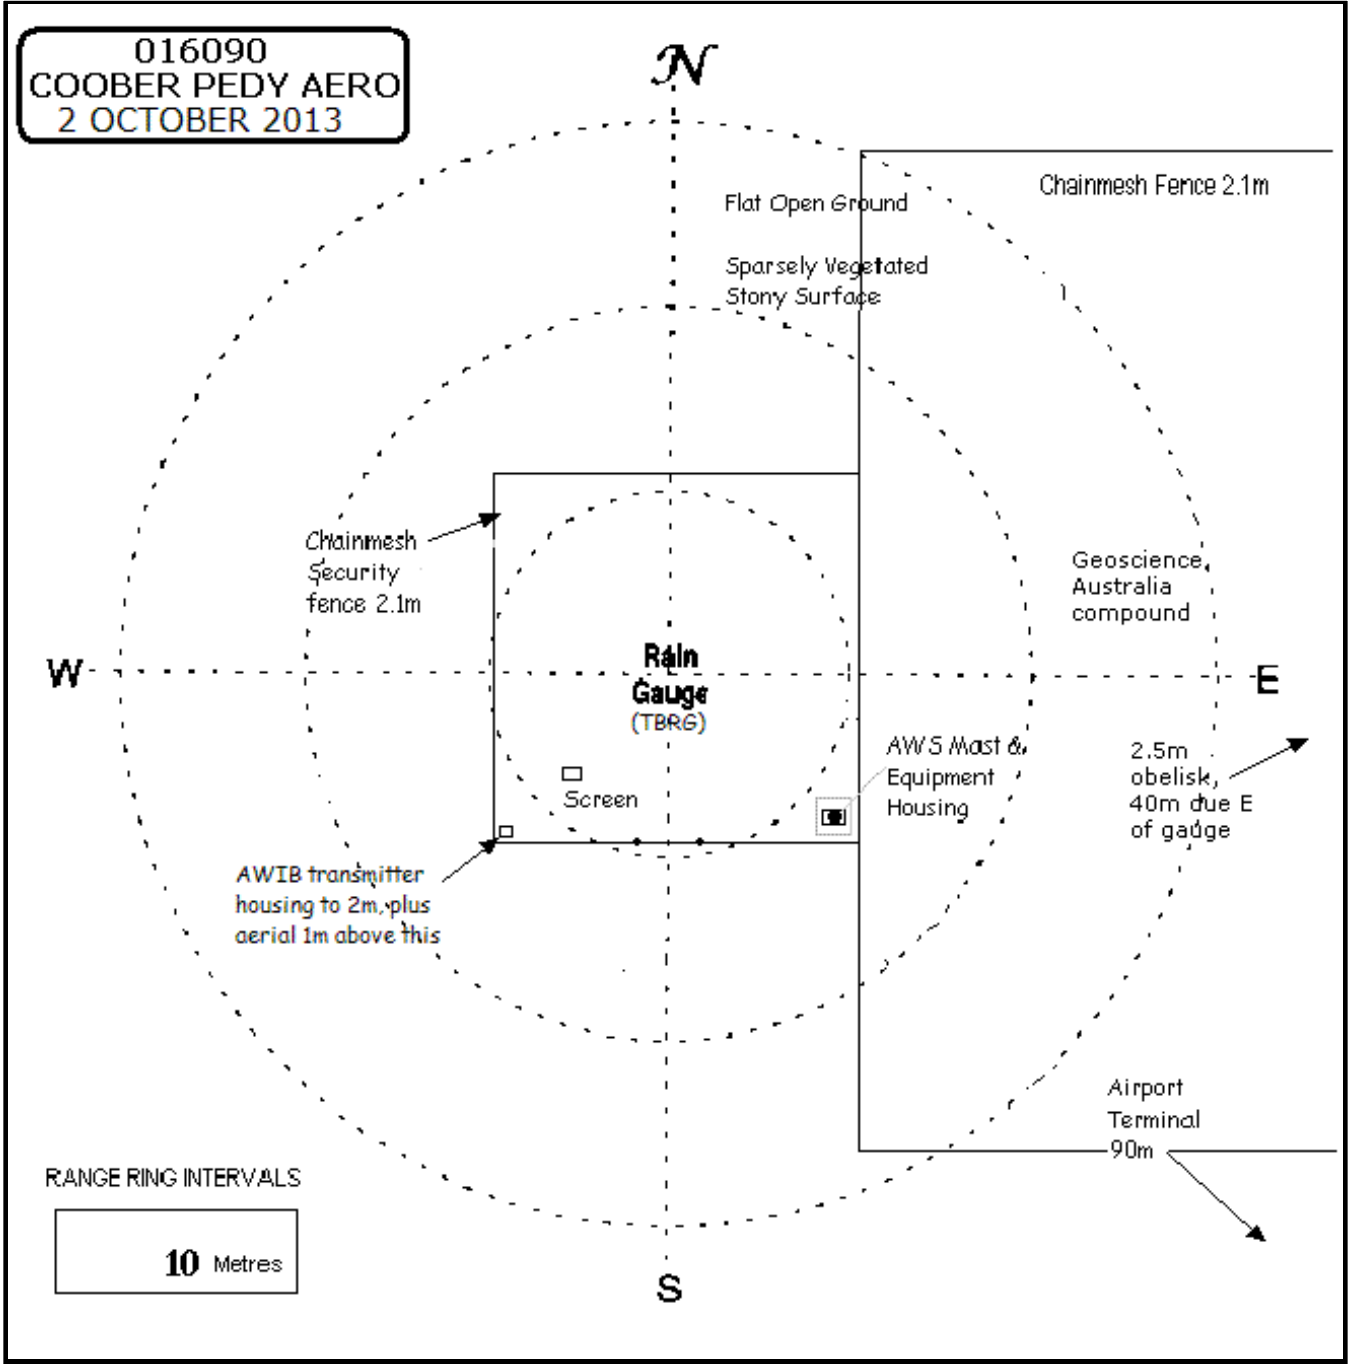 016090
COOBER PEDY AERO
2 OCTOBER 2013
N
Chainmesh Fence 2.1m
Flat Open Ground
Sparsely Vegetated
Stony Surface
Chainmesh
Security
fence 2.1m
Geoscience
Australia
compound
W
Rain
Gauge
(TBRG)
E
AWS Mast &
Equipment
Housing
2.5m
obelisk,
40m due E
of gauge
Screen
AWIB transmitter
housing to 2m, plus
aerial 1m above this
Airport
Terminal
90m
RANGE RING INTERVALS
10 Metres
S